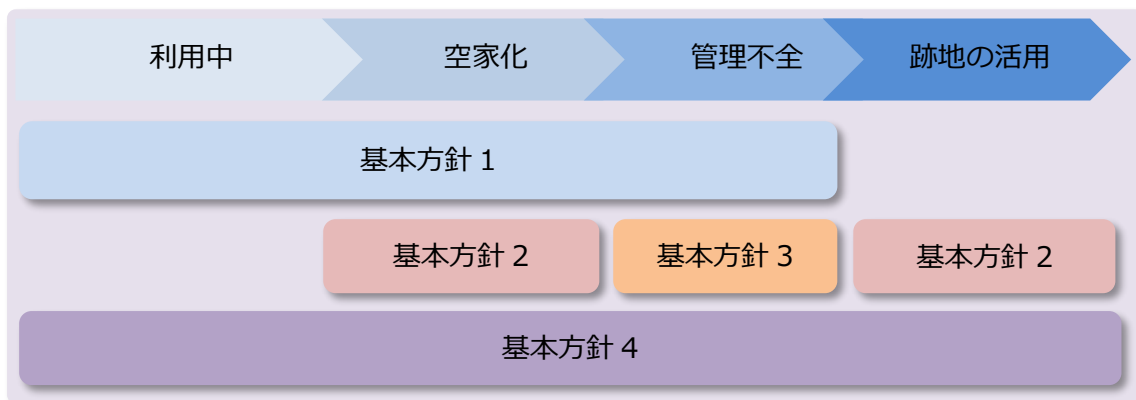 利用中
空家化
管理不全
跡地の活用
基本方針 1
基本方針 2
基本方針 3
基本方針 2
基本方針 4